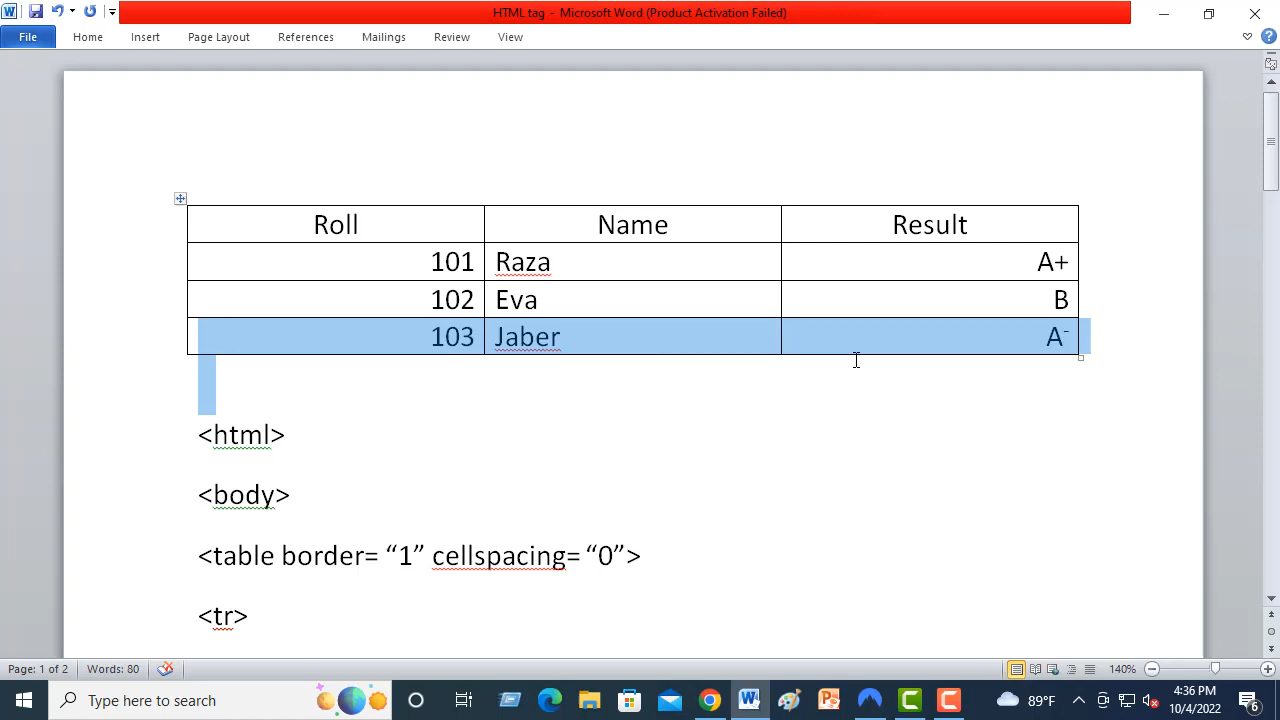 HTML tag - Microsoft Word (Product Activation Failed)
File Home Insert Page Layout References Mailings Review View
Roll Name Result
101 Raza A+
102 Eva B
103 Jaber A-
<html>
<body>
<table border= “1” cellspacing= “0”>
<tr>
Page: 1 of 2 Words: 80 140%
Type here to search 89°F 4:36 PM
10/4/2022 6